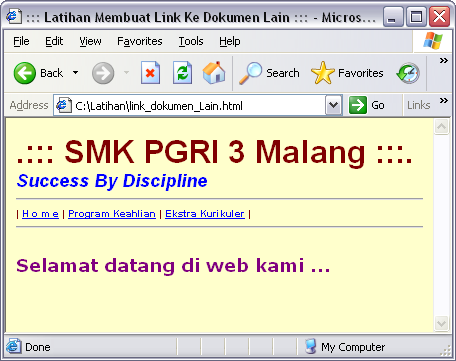 ::: Latihan Membuat Link Ke Dokumen Lain ::: - Micros...
File Edit View Favorites Tools Help »
Back Search Favorites »
Address C:\Latihan\link_dokumen_Lain.html Go Links »
.::: SMK PGRI 3 Malang :::.
Success By Discipline
| H o m e | Program Keahlian | Ekstra Kurikuler |
Selamat datang di web kami ...
Done My Computer